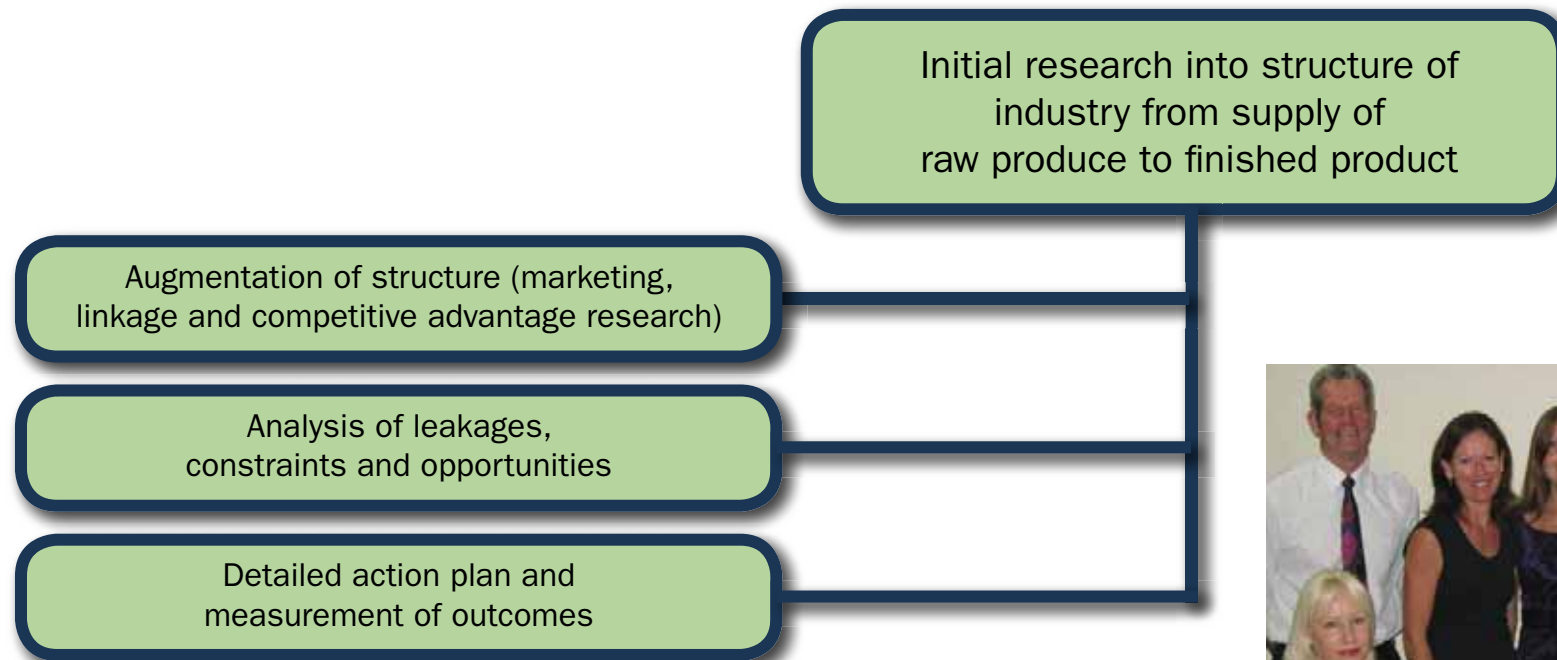 Initial research into structure of
industry from supply of
raw produce to finished product
Augmentation of structure (marketing,
linkage and competitive advantage research)
Analysis of leakages,
constraints and opportunities
Detailed action plan and
measurement of outcomes